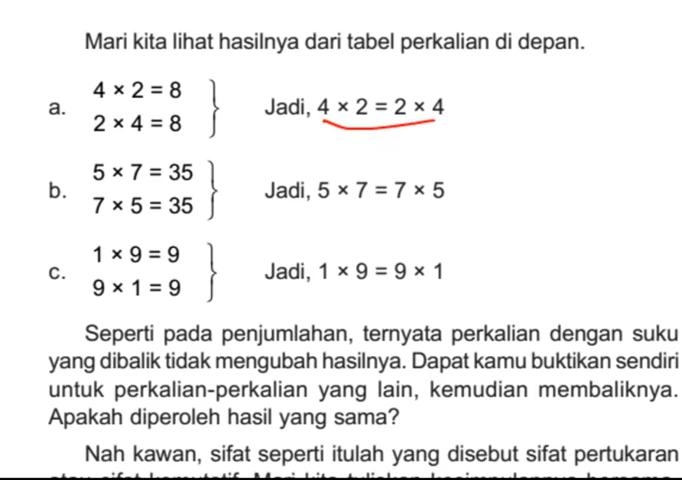 Mari kita lihat hasilnya dari tabel perkalian di depan.
a. 4 × 2 = 8
2 × 4 = 8
Jadi, 4 × 2 = 2 × 4
b. 5 × 7 = 35
7 × 5 = 35
Jadi, 5 × 7 = 7 × 5
c. 1 × 9 = 9
9 × 1 = 9
Jadi, 1 × 9 = 9 × 1
Seperti pada penjumlahan, ternyata perkalian dengan suku
yang dibalik tidak mengubah hasilnya. Dapat kamu buktikan sendiri
untuk perkalian-perkalian yang lain, kemudian membaliknya.
Apakah diperoleh hasil yang sama?
Nah kawan, sifat seperti itulah yang disebut sifat pertukaran